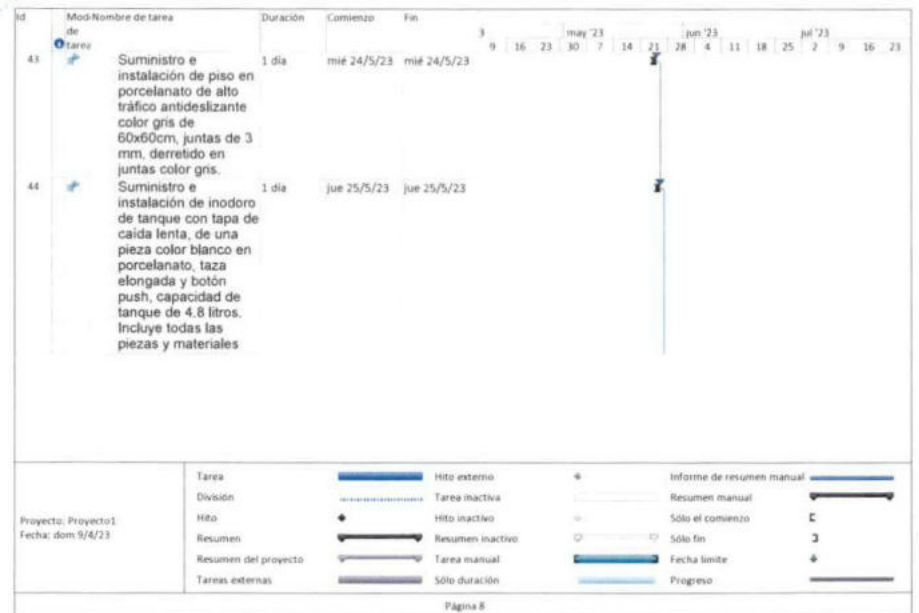 Id Modo de tarea Nombre de tarea Duración Comienzo Fin
3 may '23 jun '23 jul '23
9 16 23 30 7 14 21 28 4 11 18 25 2 9 16 23
43 Suministro e 1 día mié 24/5/23 mié 24/5/23
instalación de piso en
porcelanato de alto
tráfico antideslizante
color gris de
60x60cm, juntas de 3
mm, derretido en
juntas color gris.
44 Suministro e 1 día jue 25/5/23 jue 25/5/23
instalación de inodoro
de tanque con tapa de
caída lenta, de una
pieza color blanco en
porcelanato, taza
elongada y botón
push, capacidad de
tanque de 4.8 litros.
Incluye todas las
piezas y materiales
Proyecto: Proyecto1
Fecha: dom 9/4/23
Tarea Hito externo Informe de resumen manual
División Tarea inactiva Resumen manual
Hito Hito inactivo Sólo el comienzo
Resumen Resumen inactivo Sólo fin
Resumen del proyecto Tarea manual Fecha límite
Tareas externas Sólo duración Progreso
Página 8